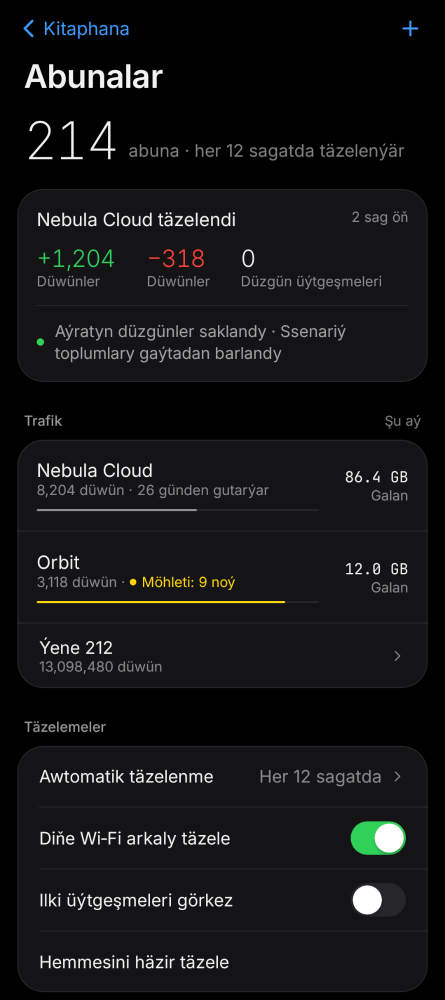 Kitaphana
Abunalar
214 abuna · her 12 sagatda täzelenýär
Nebula Cloud täzelendi
2 sag öň
+1,204
−318
0
Düwünler
Düwünler
Düzgün üýtgeşmeleri
Aýratyn düzgünler saklandy · Ssenariý
toplumlary gaýtadan barlandy
Trafik
Şu aý
Nebula Cloud
86.4 GB
8,204 düwün · 26 günden gutarýar
Galan
Orbit
12.0 GB
3,118 düwün · Möhleti: 9 noý
Galan
Ýene 212
13,098,480 düwün
Täzelemeler
Awtomatik täzelenme
Her 12 sagatda
Diňe Wi-Fi arkaly täzele
Ilki üýtgeşmeleri görkez
Hemmesini häzir täzele